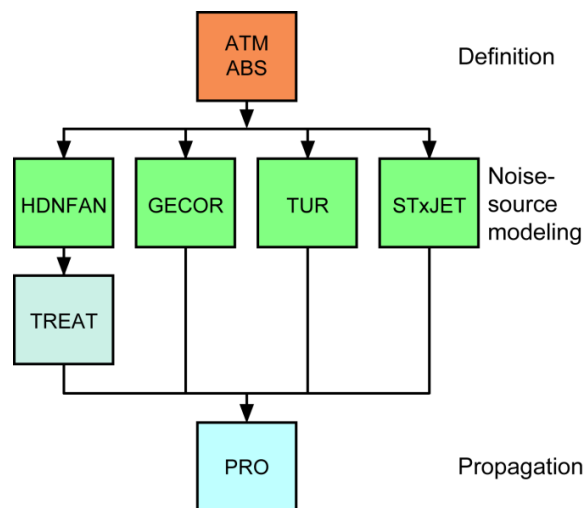 ATM
ABS
Definition
HDNFAN
GECOR
TUR
STxJET
Noise-
source
modeling
TREAT
PRO
Propagation